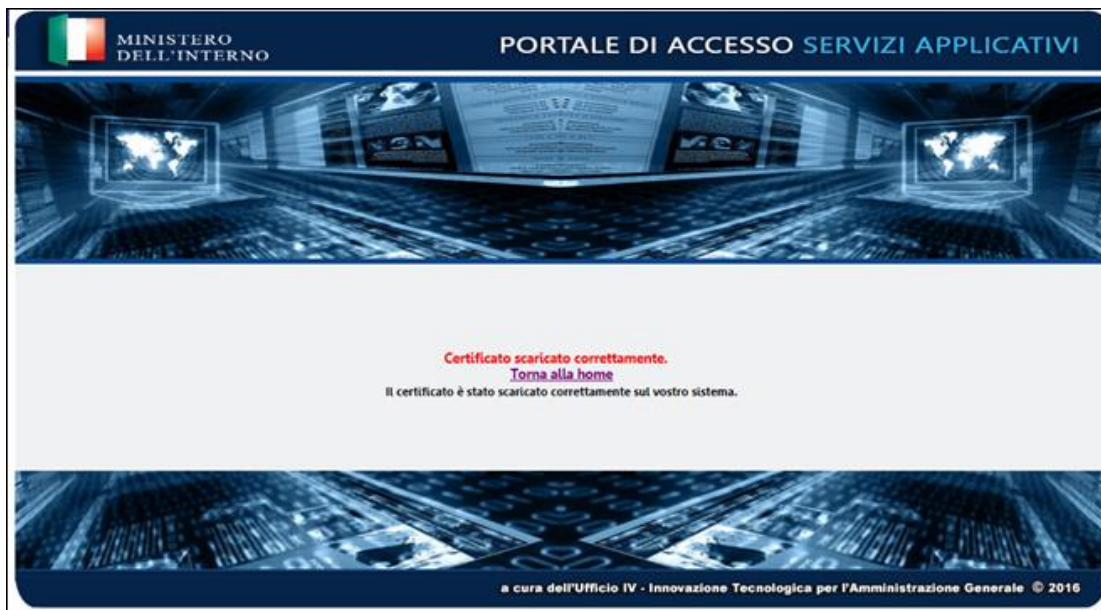 MINISTERO
DELL'INTERNO
PORTALE DI ACCESSO SERVIZI APPLICATIVI
Certificato scaricato correttamente.
Torna alla home
Il certificato è stato scaricato correttamente sul vostro sistema.
a cura dell'Ufficio IV - Innovazione Tecnologica per l'Amministrazione Generale © 2016